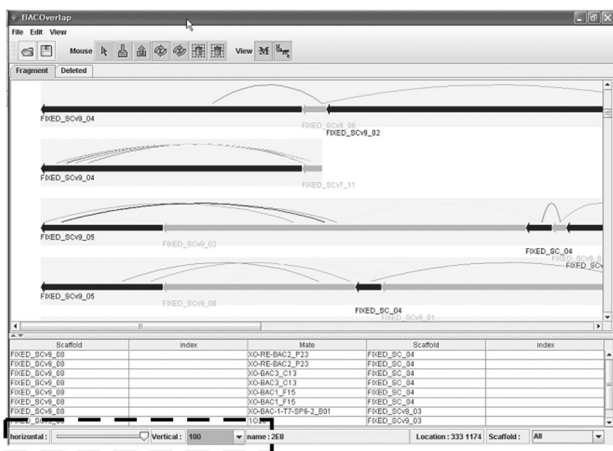 BACOverlap
File Edit View
Mouse View
Fragment Deleted
FIXED_SCv9_04
FIXED_SCv9_06
FIXED_SCv9_02
FIXED_SCv9_04
FIXED_SCv7_11
FIXED_SCv9_05
FIXED_SCv9_03
FIXED_SC_04
FIXED_SCv9_05
FIXED_SCv9_08
FIXED_SC_04
FIXED_SCv9_01
Scaffold index Mate Scaffold index
FIXED_SCv9_08 XO-RE-BAC2_P23 FIXED_SC_04
FIXED_SCv9_08 XO-RE-BAC2_P23 FIXED_SC_04
FIXED_SCv9_08 XO-BAC3_C13 FIXED_SC_04
FIXED_SCv9_08 XO-BAC3_C13 FIXED_SC_04
FIXED_SCv9_08 XO-BAC1_F15 FIXED_SC_04
FIXED_SCv9_08 XO-BAC1_F15 FIXED_SC_04
FIXED_SCv9_08 XO-BAC-1-T7-SP6-2_B01 FIXED_SCv9_03
FIXED_SCv9_03
horizontal : Vertical : 100 name : 2E8 Location : 333 1174 Scaffold : All